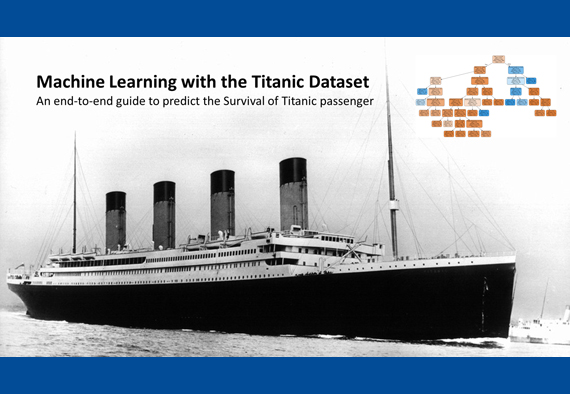 Machine Learning with the Titanic Dataset
An end-to-end guide to predict the Survival of Titanic passenger